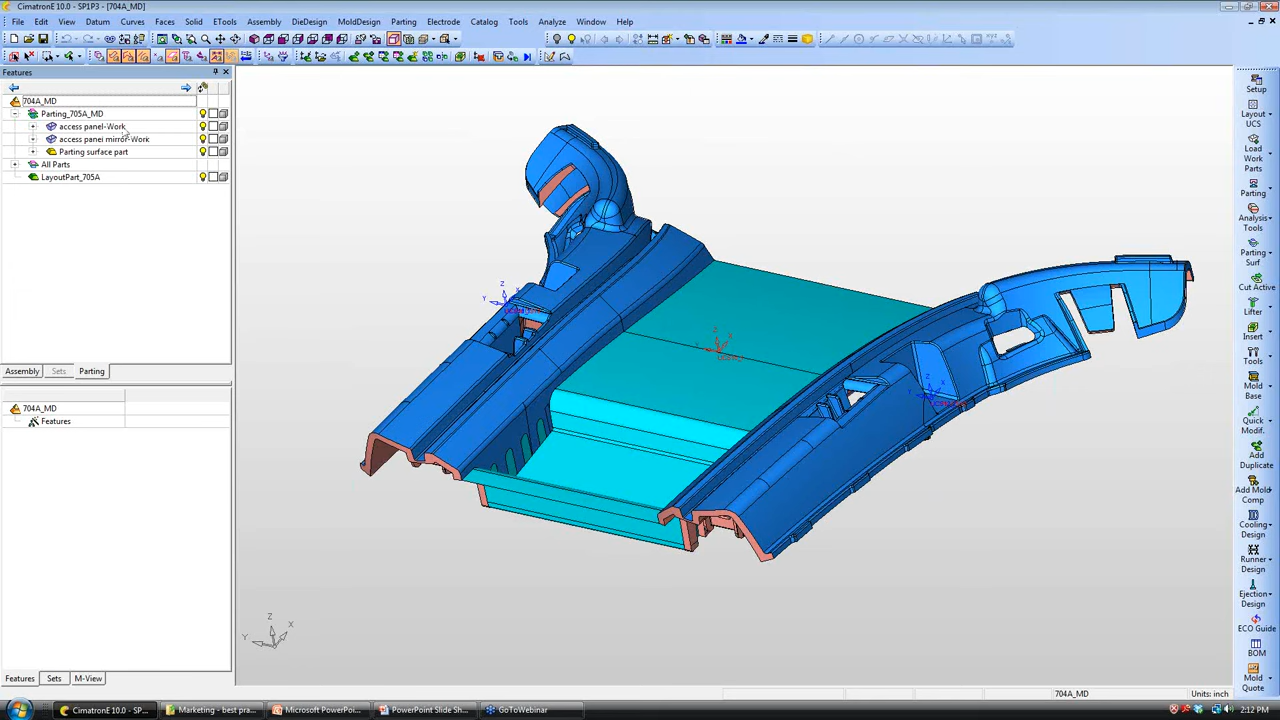 CimatronE 10.0 - SP1P3 - [704A_MD]
File Edit View Datum Curves Faces Solid ETools Assembly DieDesign MoldDesign Parting Electrode Catalog Tools Analyze Window Help
Features
704A_MD
Parting_705A_MD
access panel-Work
access panel mirror-Work
Parting surface part
All Parts
LayoutPart_705A
Assembly Sets Parting
704A_MD
Features
Features Sets M-View
Z
Y X
Z
X
Y
Z
X
Z
X
Y
Setup
Layout UCS
Load Work Parts
Parting
Analysis Tools
Parting Surf
Cut Active
Lifter
Insert
Tools
Mold Base
Quick Modif.
Add Duplicate
Add Mold Comp
Cooling Design
Runner Design
Ejection Design
ECO Guide
BOM
Mold Quote
704A_MD Units: inch
CimatronE 10.0 - SP... Marketing - best pra... Microsoft PowerPoi... PowerPoint Slide Sh... GoToWebinar 2:12 PM